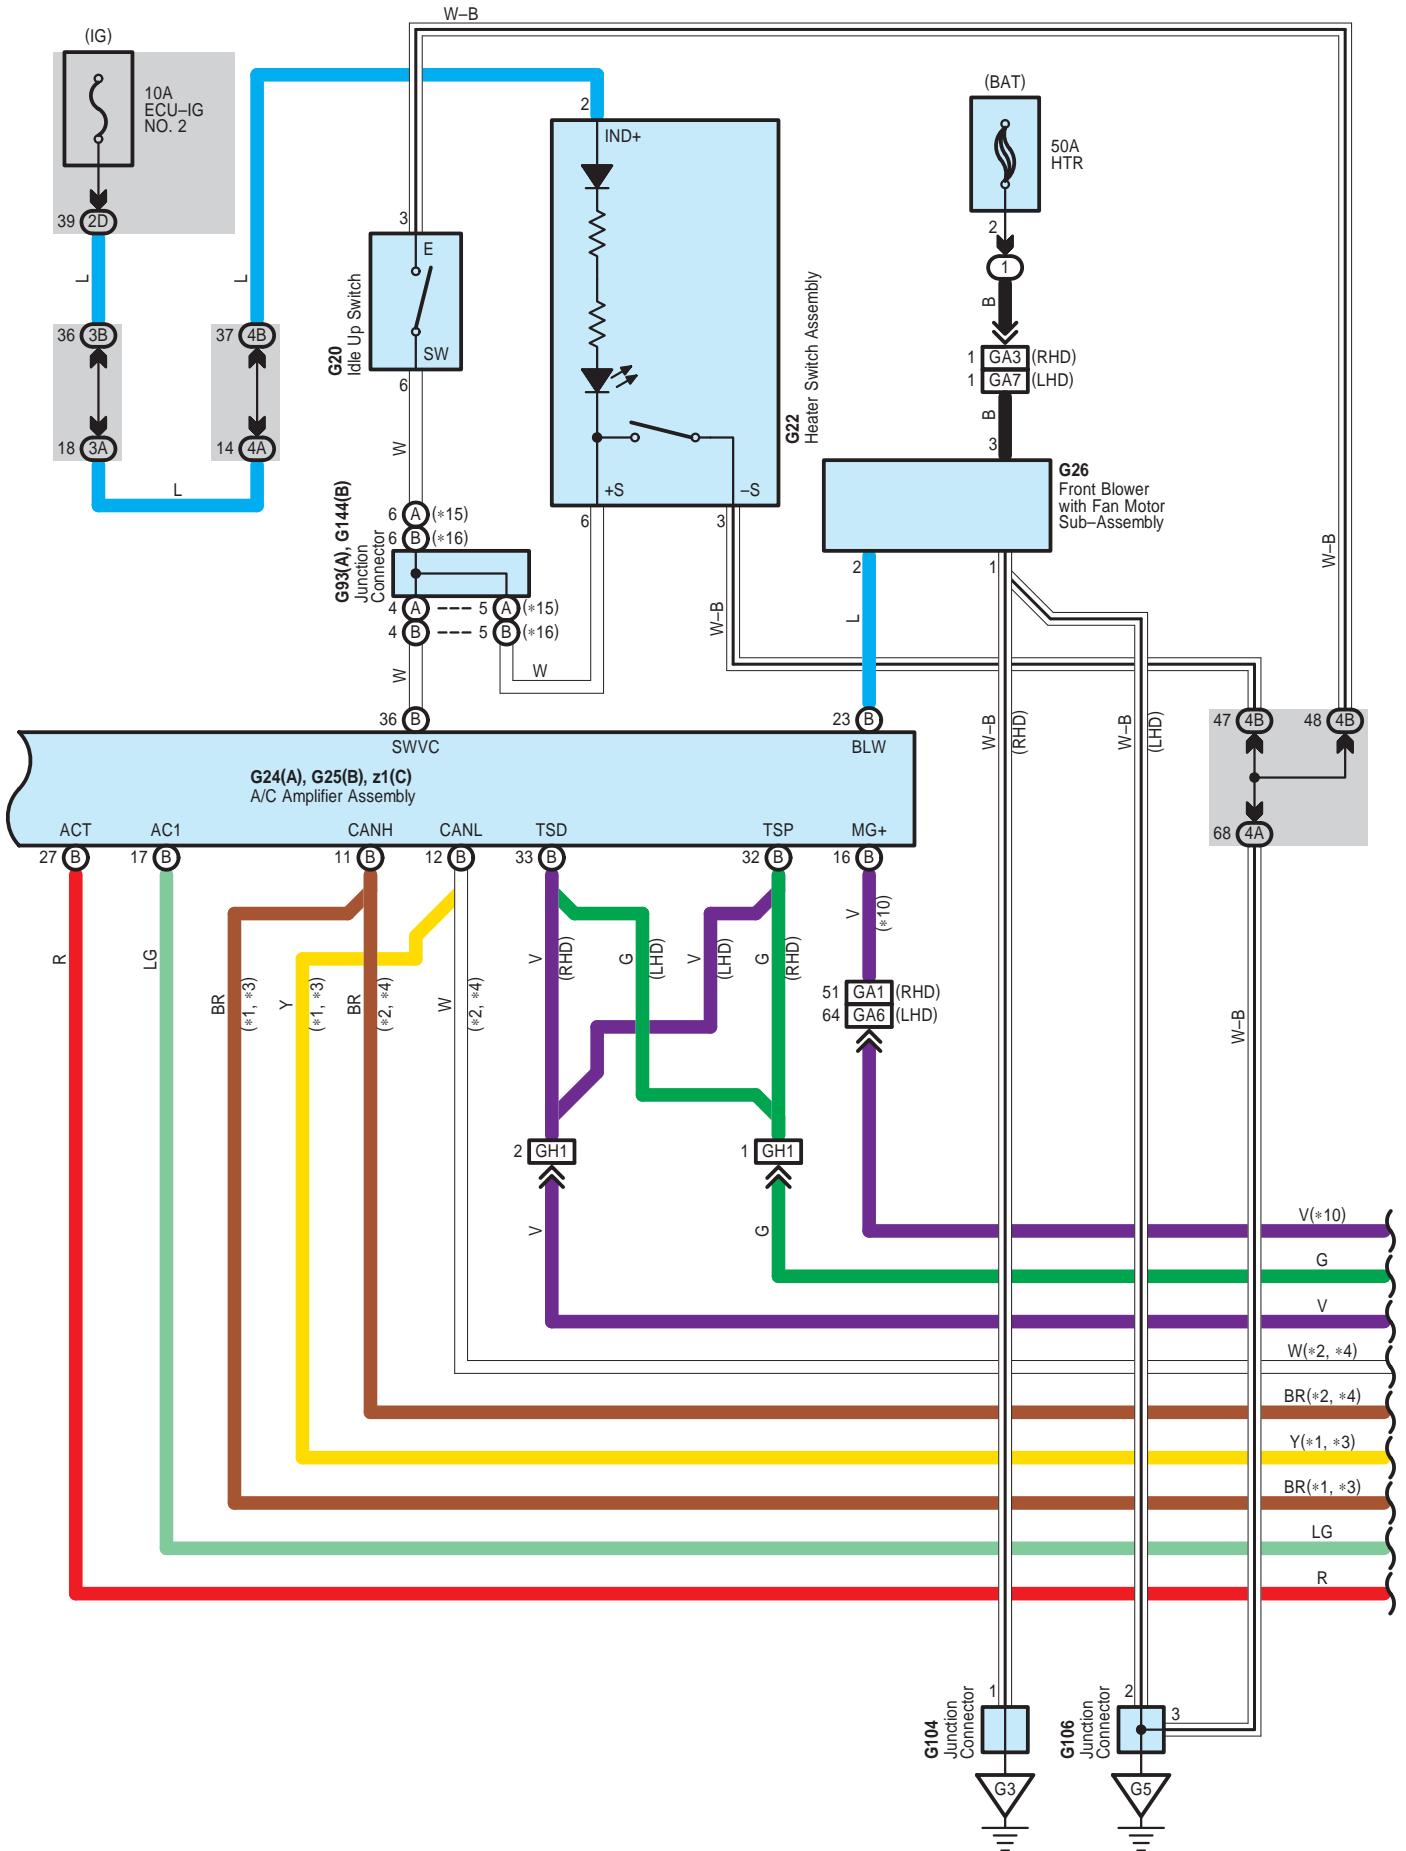 W–B
(IG)
10A
ECU–IG
NO. 2
39 2D
L
36 3B
18 3A
L
L
37 4B
14 4A
3
E
SW
6
G20
Idle Up Switch
W
2
IND+
+S
–S
6
3
G22
Heater Switch Assembly
(BAT)
50A
HTR
2
1
B
1 GA3 (RHD)
1 GA7 (LHD)
B
3
G26
Front Blower
with Fan Motor
Sub–Assembly
2
1
6 A (∗15)
6 B (∗16)
G93(A), G144(B)
Junction
Connector
4 A ---- 5 A (∗15)
4 B ---- 5 B (∗16)
W
W
W–B
L
W–B
36 B
23 B
SWVC
BLW
G24(A), G25(B), z1(C)
A/C Amplifier Assembly
ACT
AC1
CANH
CANL
TSD
TSP
MG+
27 B
17 B
11 B
12 B
33 B
32 B
16 B
W–B
(RHD)
W–B
(LHD)
47 4B
48 4B
68 4A
R
LG
BR
(∗1, ∗3)
Y
(∗1, ∗3)
BR
(∗2, ∗4)
W
(∗2, ∗4)
V
(RHD)
G
(LHD)
V
(LHD)
G
(RHD)
V
(∗10)
51 GA1 (RHD)
64 GA6 (LHD)
W–B
2 GH1
1 GH1
V
G
V(∗10)
G
V
W(∗2, ∗4)
BR(∗2, ∗4)
Y(∗1, ∗3)
BR(∗1, ∗3)
LG
R
1
G104
Junction
Connector
G3
2
3
G106
Junction
Connector
G5